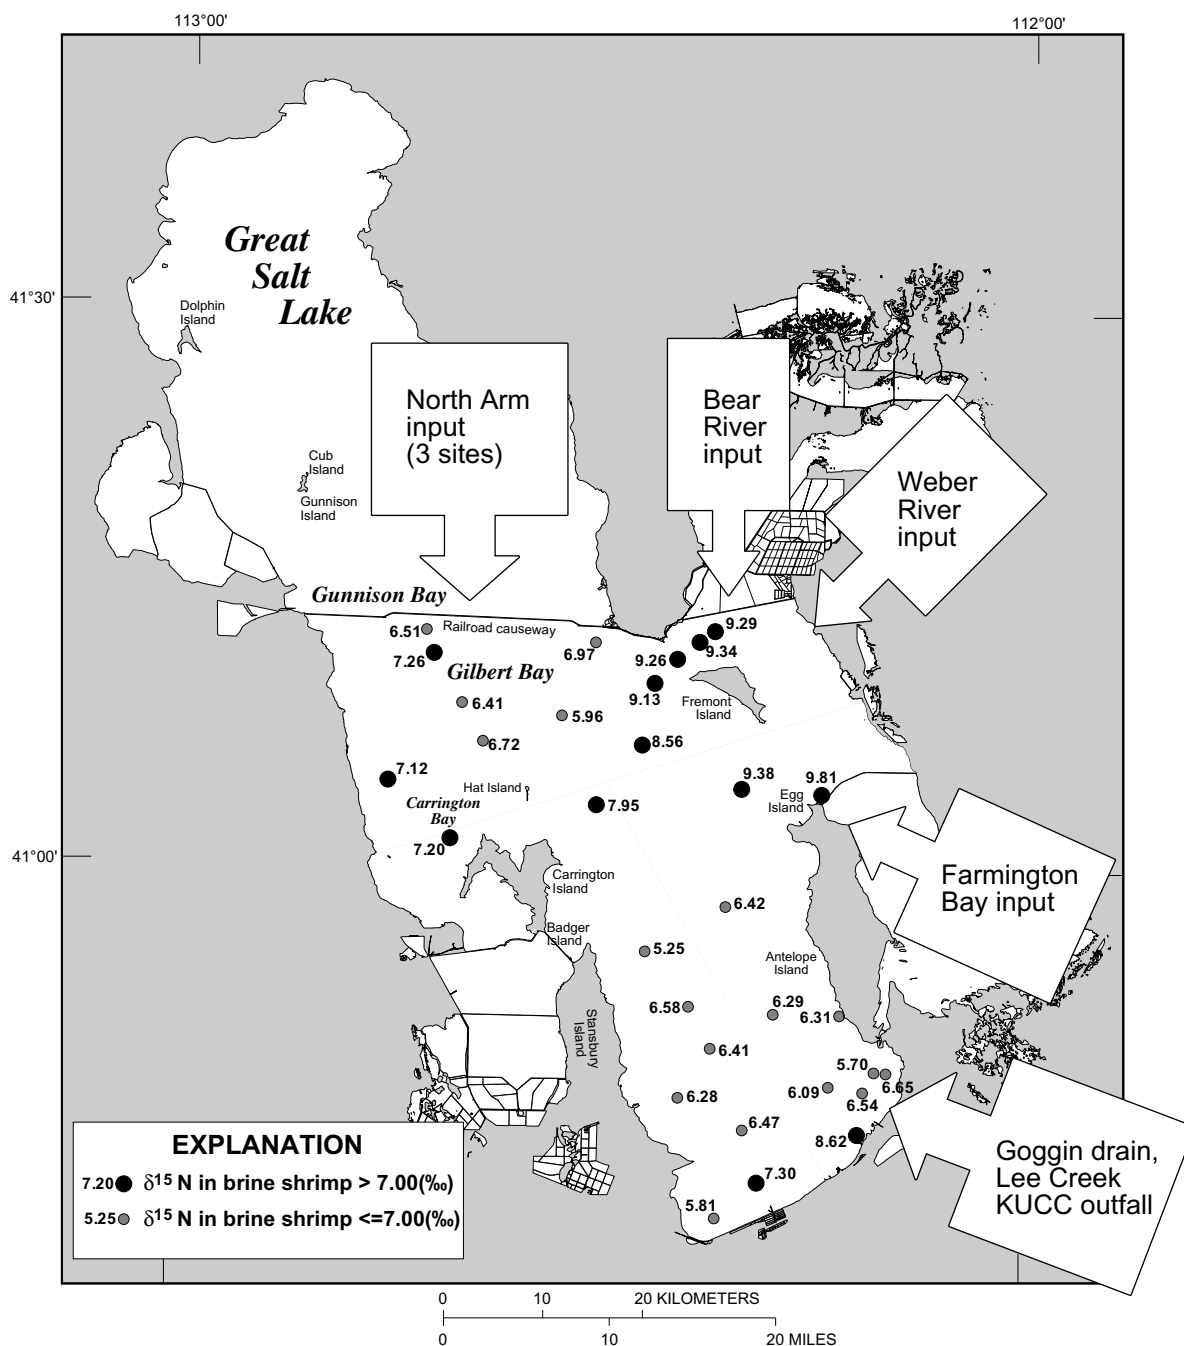 113°00'
112°00'
41°30'
Great
Salt
Lake
Dolphin
Island
North Arm
input
(3 sites)
Bear
River
input
Weber
River
input
Cub
Island
Gunnison
Island
Gunnison Bay
Railroad causeway
Gilbert Bay
6.51
7.26
6.97
9.26
9.29
9.34
9.13
Fremont
Island
6.41
5.96
6.72
8.56
7.12
Hat Island
9.38
9.81
Egg
Island
Carrington
Bay
7.95
7.20
41°00'
Carrington
Island
Farmington
Bay input
6.42
Badger
Island
5.25
Antelope
Island
6.58
6.29
6.31
Stansbury
Island
6.41
5.70
6.65
6.09
6.54
6.28
6.47
8.62
7.30
5.81
Goggin drain,
Lee Creek
KUCC outfall
EXPLANATION
7.20 δ15 N in brine shrimp > 7.00(‰)
5.25 δ15 N in brine shrimp <=7.00(‰)
0 10 20 KILOMETERS
0 10 20 MILES